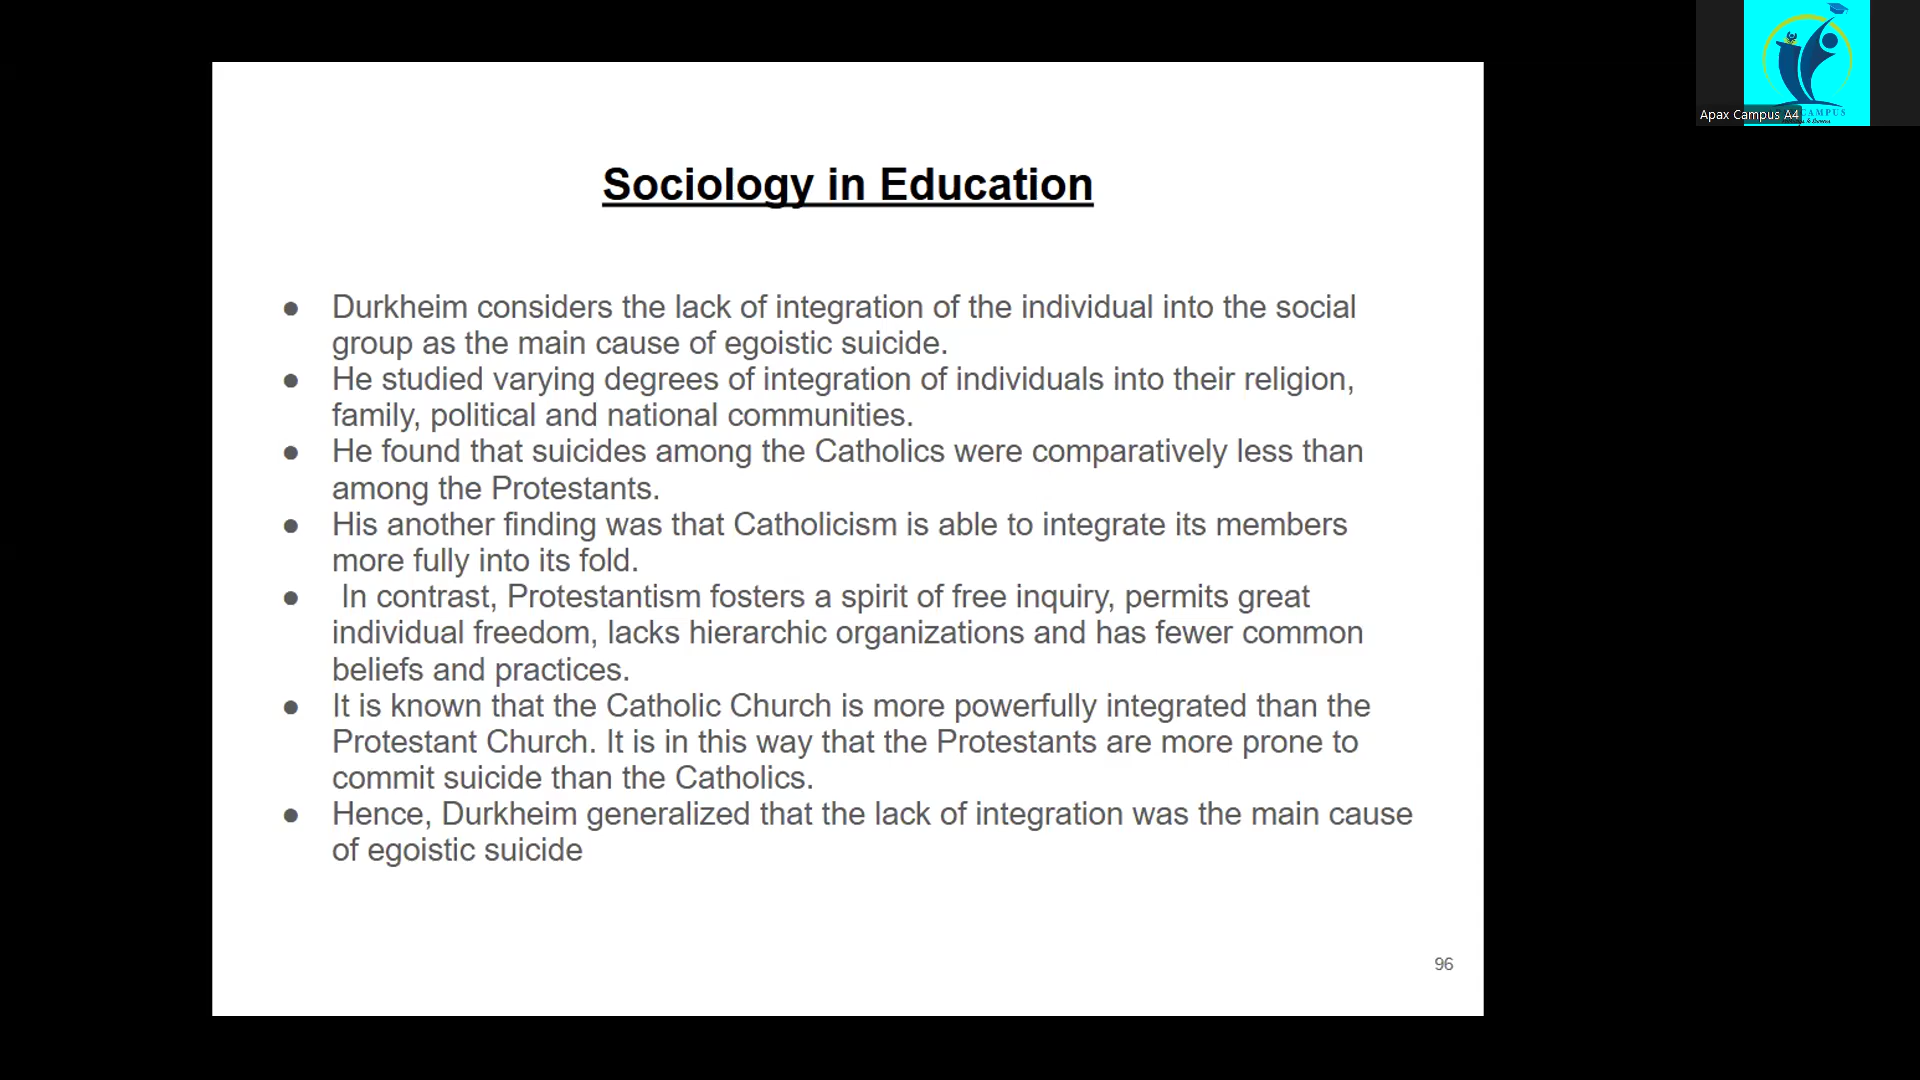 Apax Campus A4
CAMPUS
Sociology in Education
● Durkheim considers the lack of integration of the individual into the social
group as the main cause of egoistic suicide.
● He studied varying degrees of integration of individuals into their religion,
family, political and national communities.
● He found that suicides among the Catholics were comparatively less than
among the Protestants.
● His another finding was that Catholicism is able to integrate its members
more fully into its fold.
● In contrast, Protestantism fosters a spirit of free inquiry, permits great
individual freedom, lacks hierarchic organizations and has fewer common
beliefs and practices.
● It is known that the Catholic Church is more powerfully integrated than the
Protestant Church. It is in this way that the Protestants are more prone to
commit suicide than the Catholics.
● Hence, Durkheim generalized that the lack of integration was the main cause
of egoistic suicide
96